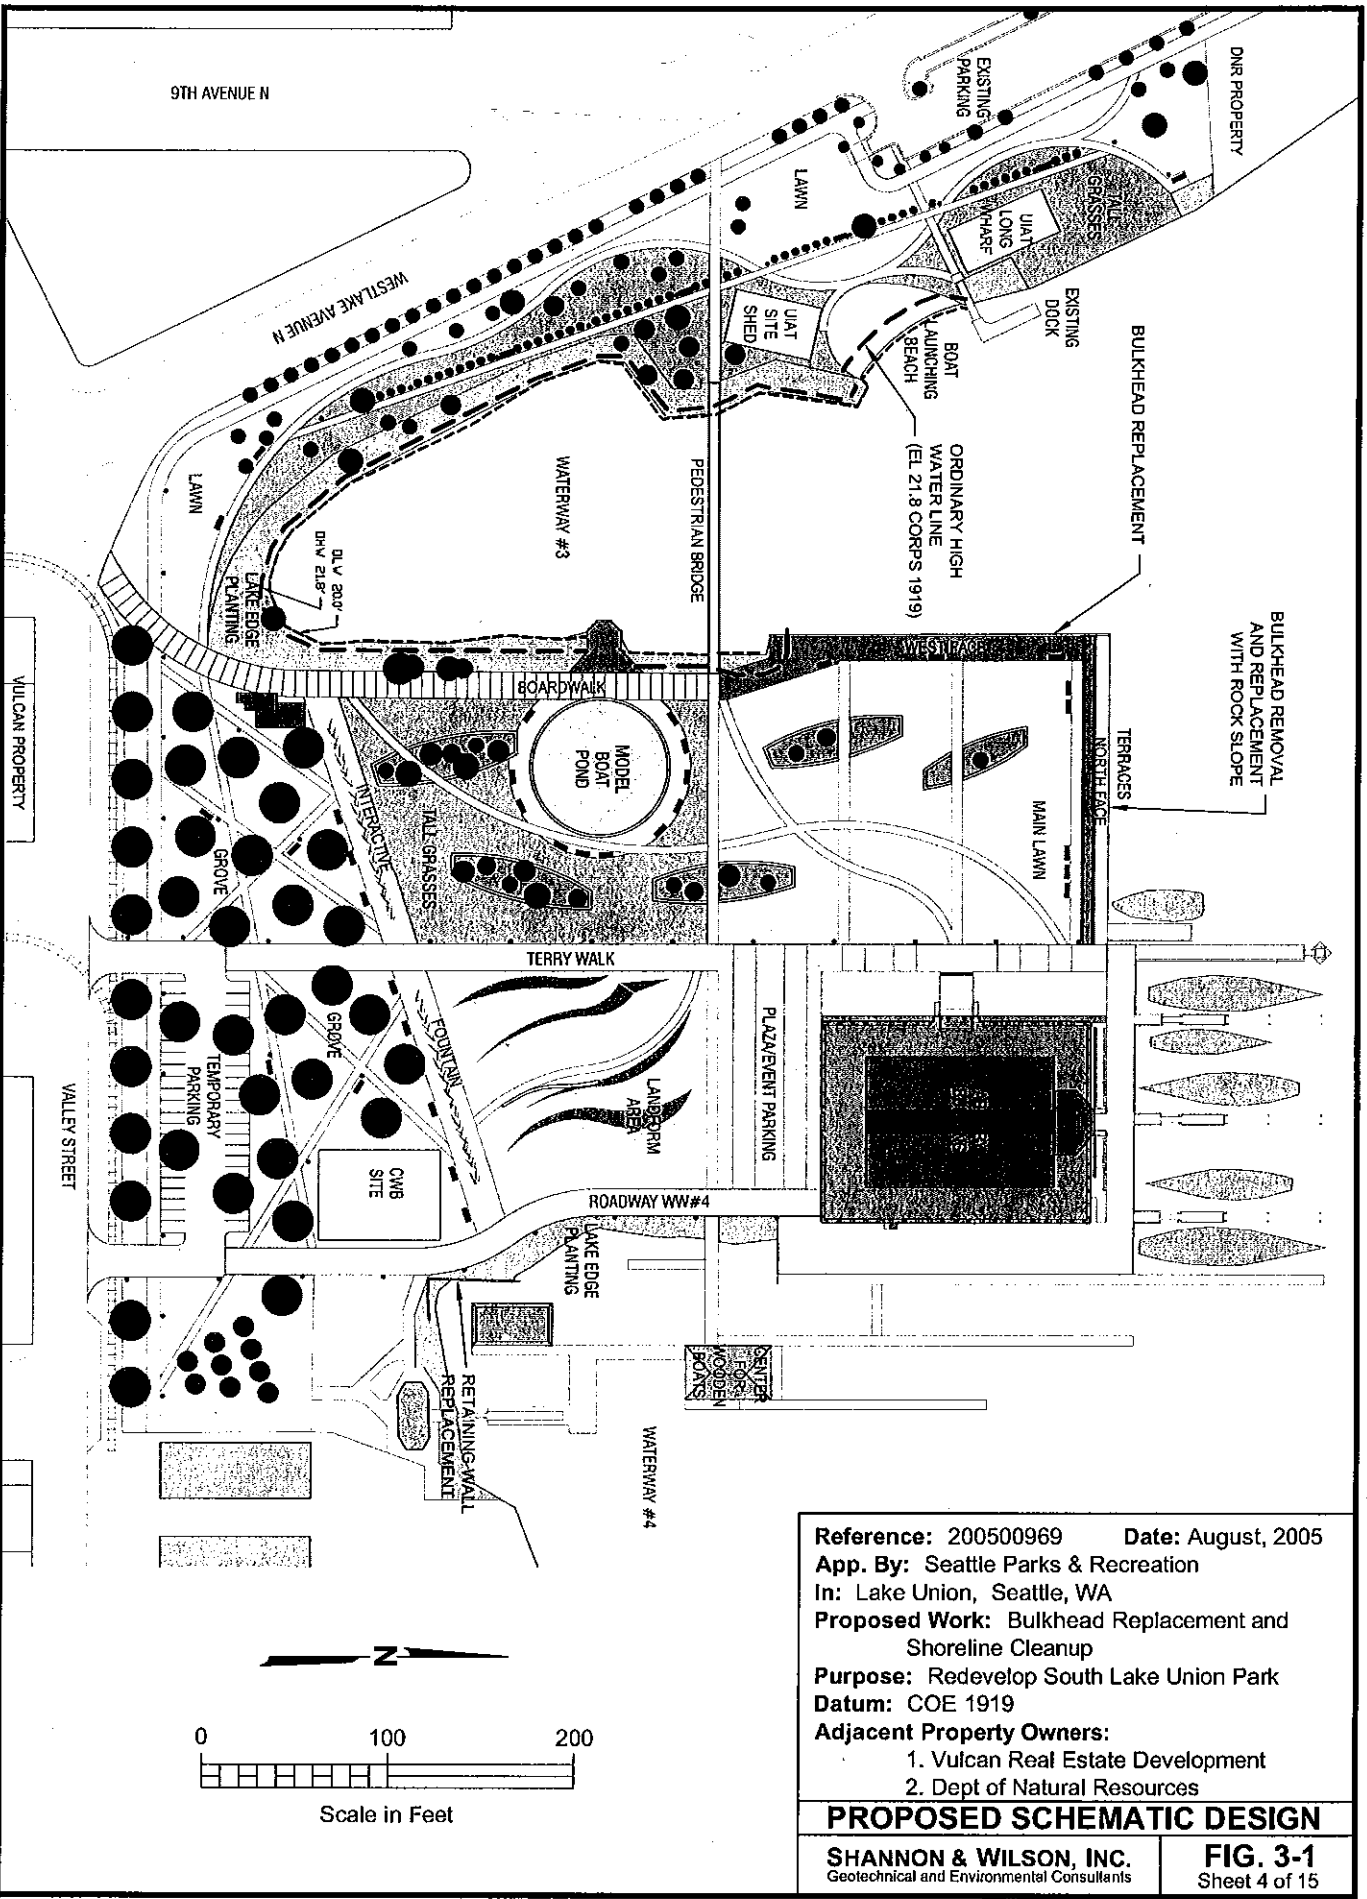 9TH AVENUE N
EXISTING
PARKING
DNR PROPERTY
LAWN
TALL
GRASSES
UIAT
LONG
WHARF
WESTLAKE AVENUE N
UIAT
SITE
SHED
EXISTING
DOCK
BOAT
LAUNCHING
BEACH
BULKHEAD REPLACEMENT
ORDINARY HIGH
WATER LINE
(EL 21.8 CORPS 1919)
LAWN
WATERWAY #3
PEDESTRIAN BRIDGE
OLW 20.0'
OHW 21.8'
LAKE EDGE
PLANTING
BULKHEAD REMOVAL
AND REPLACEMENT
WITH ROCK SLOPE
WEST FACE
BOARDWALK
VULCAN PROPERTY
MODEL
BOAT
POND
TERRACES
NORTH FACE
INTERACTIVE
TALL GRASSES
MAIN LAWN
GROVE
TERRY WALK
FOUNTAIN
GROVE
PLAZA/EVENT PARKING
TEMPORARY
PARKING
LANDFORM
AREA
VALLEY STREET
CWB
SITE
ROADWAY WW#4
LAKE EDGE
PLANTING
CENTER
FOR
WOODEN
BOATS
RETAINING WALL
REPLACEMENT
WATERWAY #4
Reference: 200500969 Date: August, 2005
App. By: Seattle Parks & Recreation
In: Lake Union, Seattle, WA
Proposed Work: Bulkhead Replacement and
Shoreline Cleanup
Purpose: Redevelop South Lake Union Park
Datum: COE 1919
Adjacent Property Owners:
1. Vulcan Real Estate Development
2. Dept of Natural Resources
PROPOSED SCHEMATIC DESIGN
SHANNON & WILSON, INC.
Geotechnical and Environmental Consultants
FIG. 3-1
Sheet 4 of 15
N
0 100 200
Scale in Feet